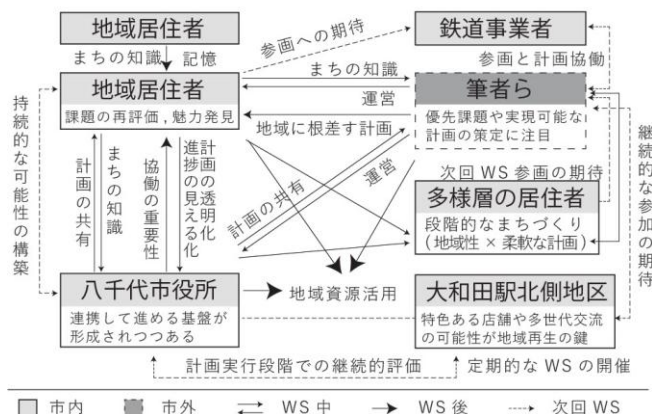 地域居住者
鉄道事業者
まちの知識
記憶
参画への期待
参画と計画協働
地域居住者
課題の再評価，魅力発見
まちの知識
運営
筆者ら
優先課題や実現可能な
計画の策定に注目
地域に根差す計画
持続的な可能性の構築
計画の共有
まちの知識
協働の重要性
計画の透明化
進捗の見える化
計画の共有
運営
次回 WS 参画の期待
継続的な参加の期待
多様層の居住者
段階的なまちづくり
(地域性 × 柔軟な計画)
八千代市役所
連携して進める基盤が
形成されつつある
地域資源活用
大和田駅北側地区
特色ある店舗や多世代交流
の可能性が地域再生の鍵
計画実行段階での継続的評価
定期的な WS の開催
市内
市外
WS 中
WS 後
次回 WS